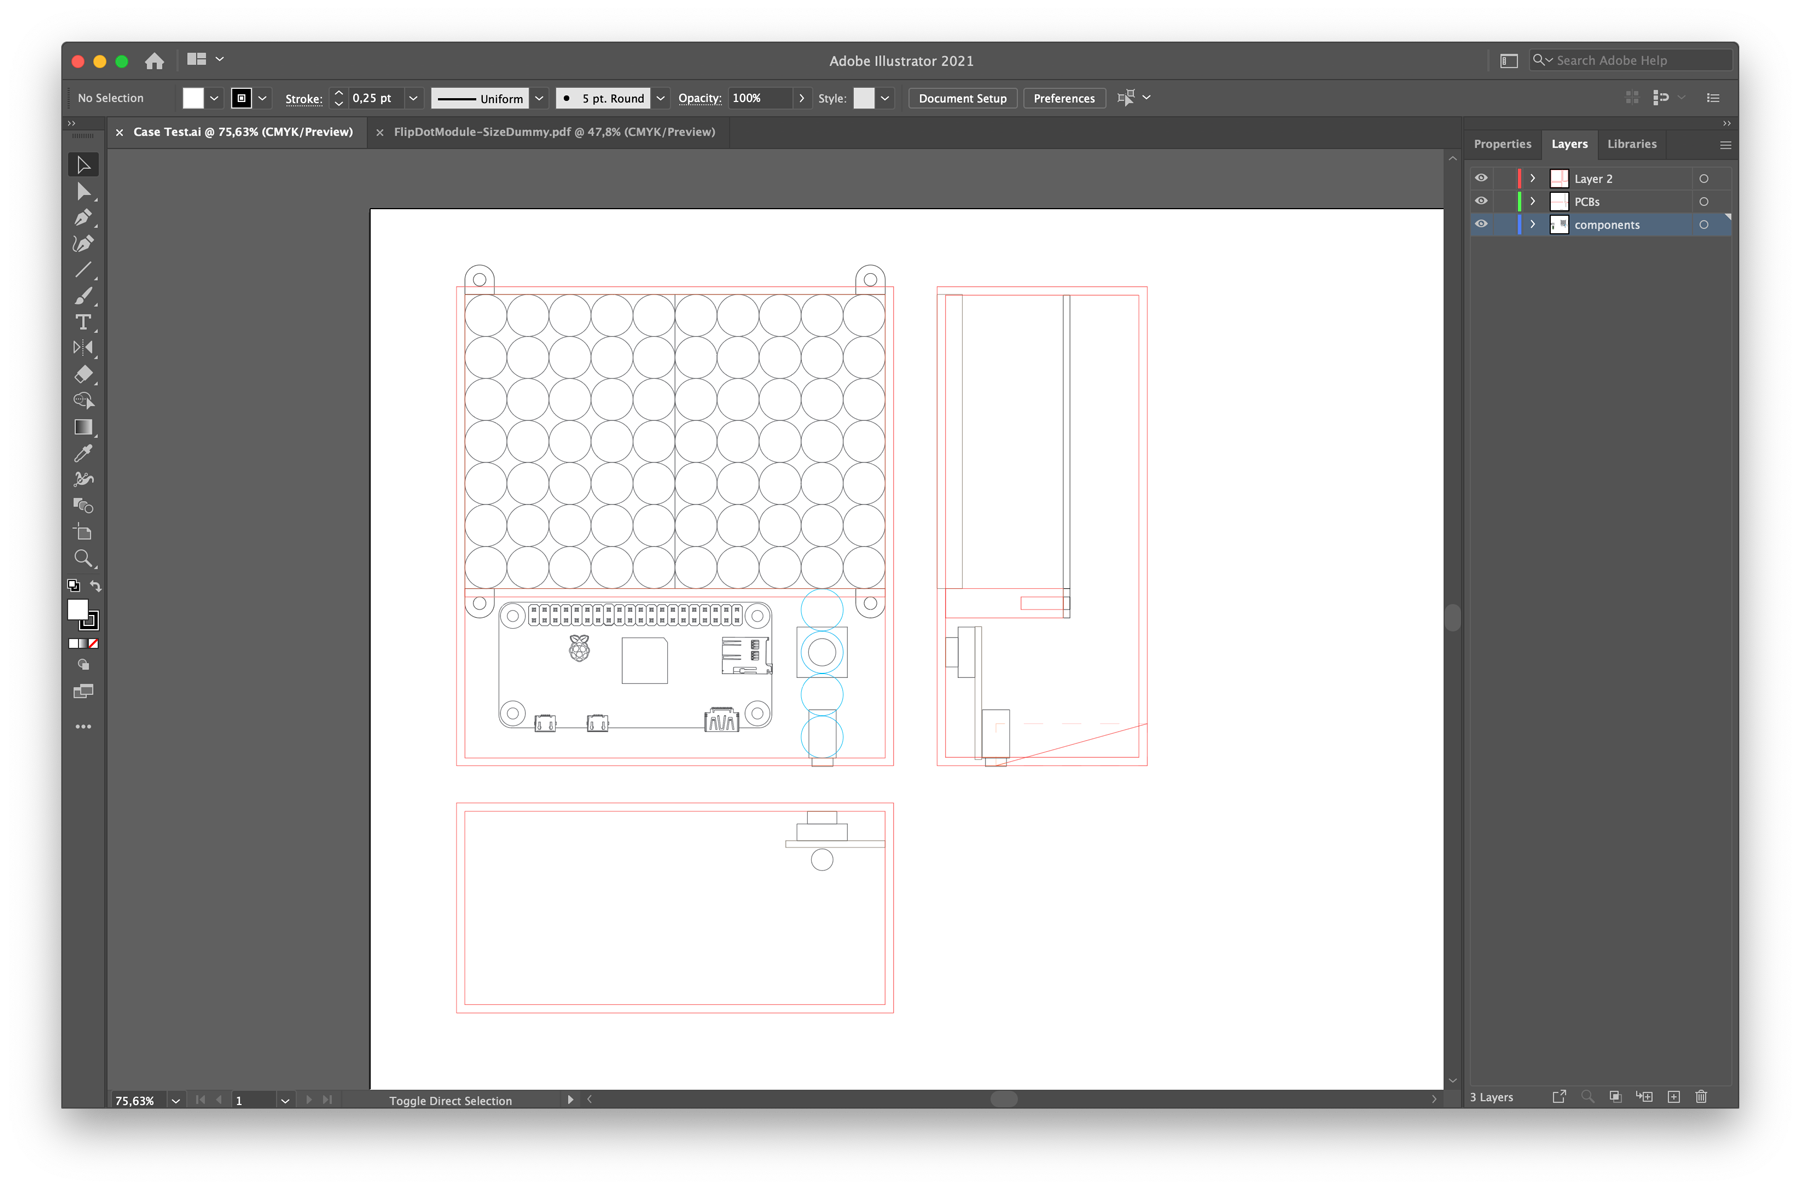 Adobe Illustrator 2021
Search Adobe Help
No Selection
Stroke:
0,25 pt
Uniform
5 pt. Round
Opacity:
100%
Style:
Document Setup
Preferences
Case Test.ai @ 75,63% (CMYK/Preview)
FlipDotModule-SizeDummy.pdf @ 47,8% (CMYK/Preview)
Properties
Layers
Libraries
Layer 2
PCBs
components
75,63%
1
Toggle Direct Selection
3 Layers